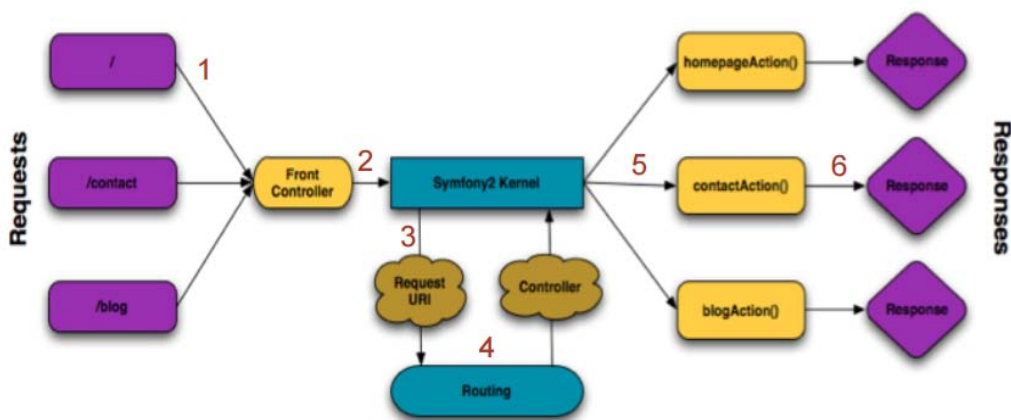 Requests
/
1
/contact
/blog
Front
Controller
2
Symfony2 Kernel
3
Request
URI
Controller
4
Routing
homepageAction()
Response
5
contactAction()
6
Response
blogAction()
Response
Responses